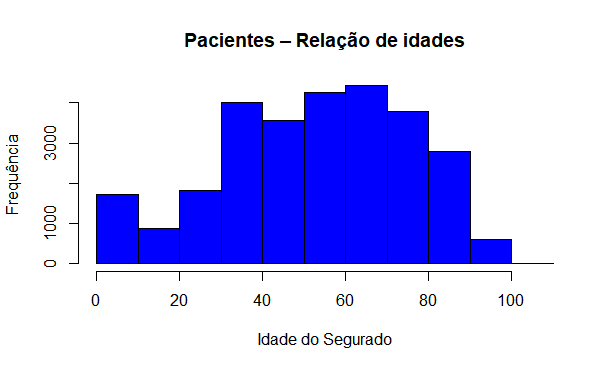 Pacientes – Relação de idades
Frequência
3000
1000
0
0 20 40 60 80 100
Idade do Segurado